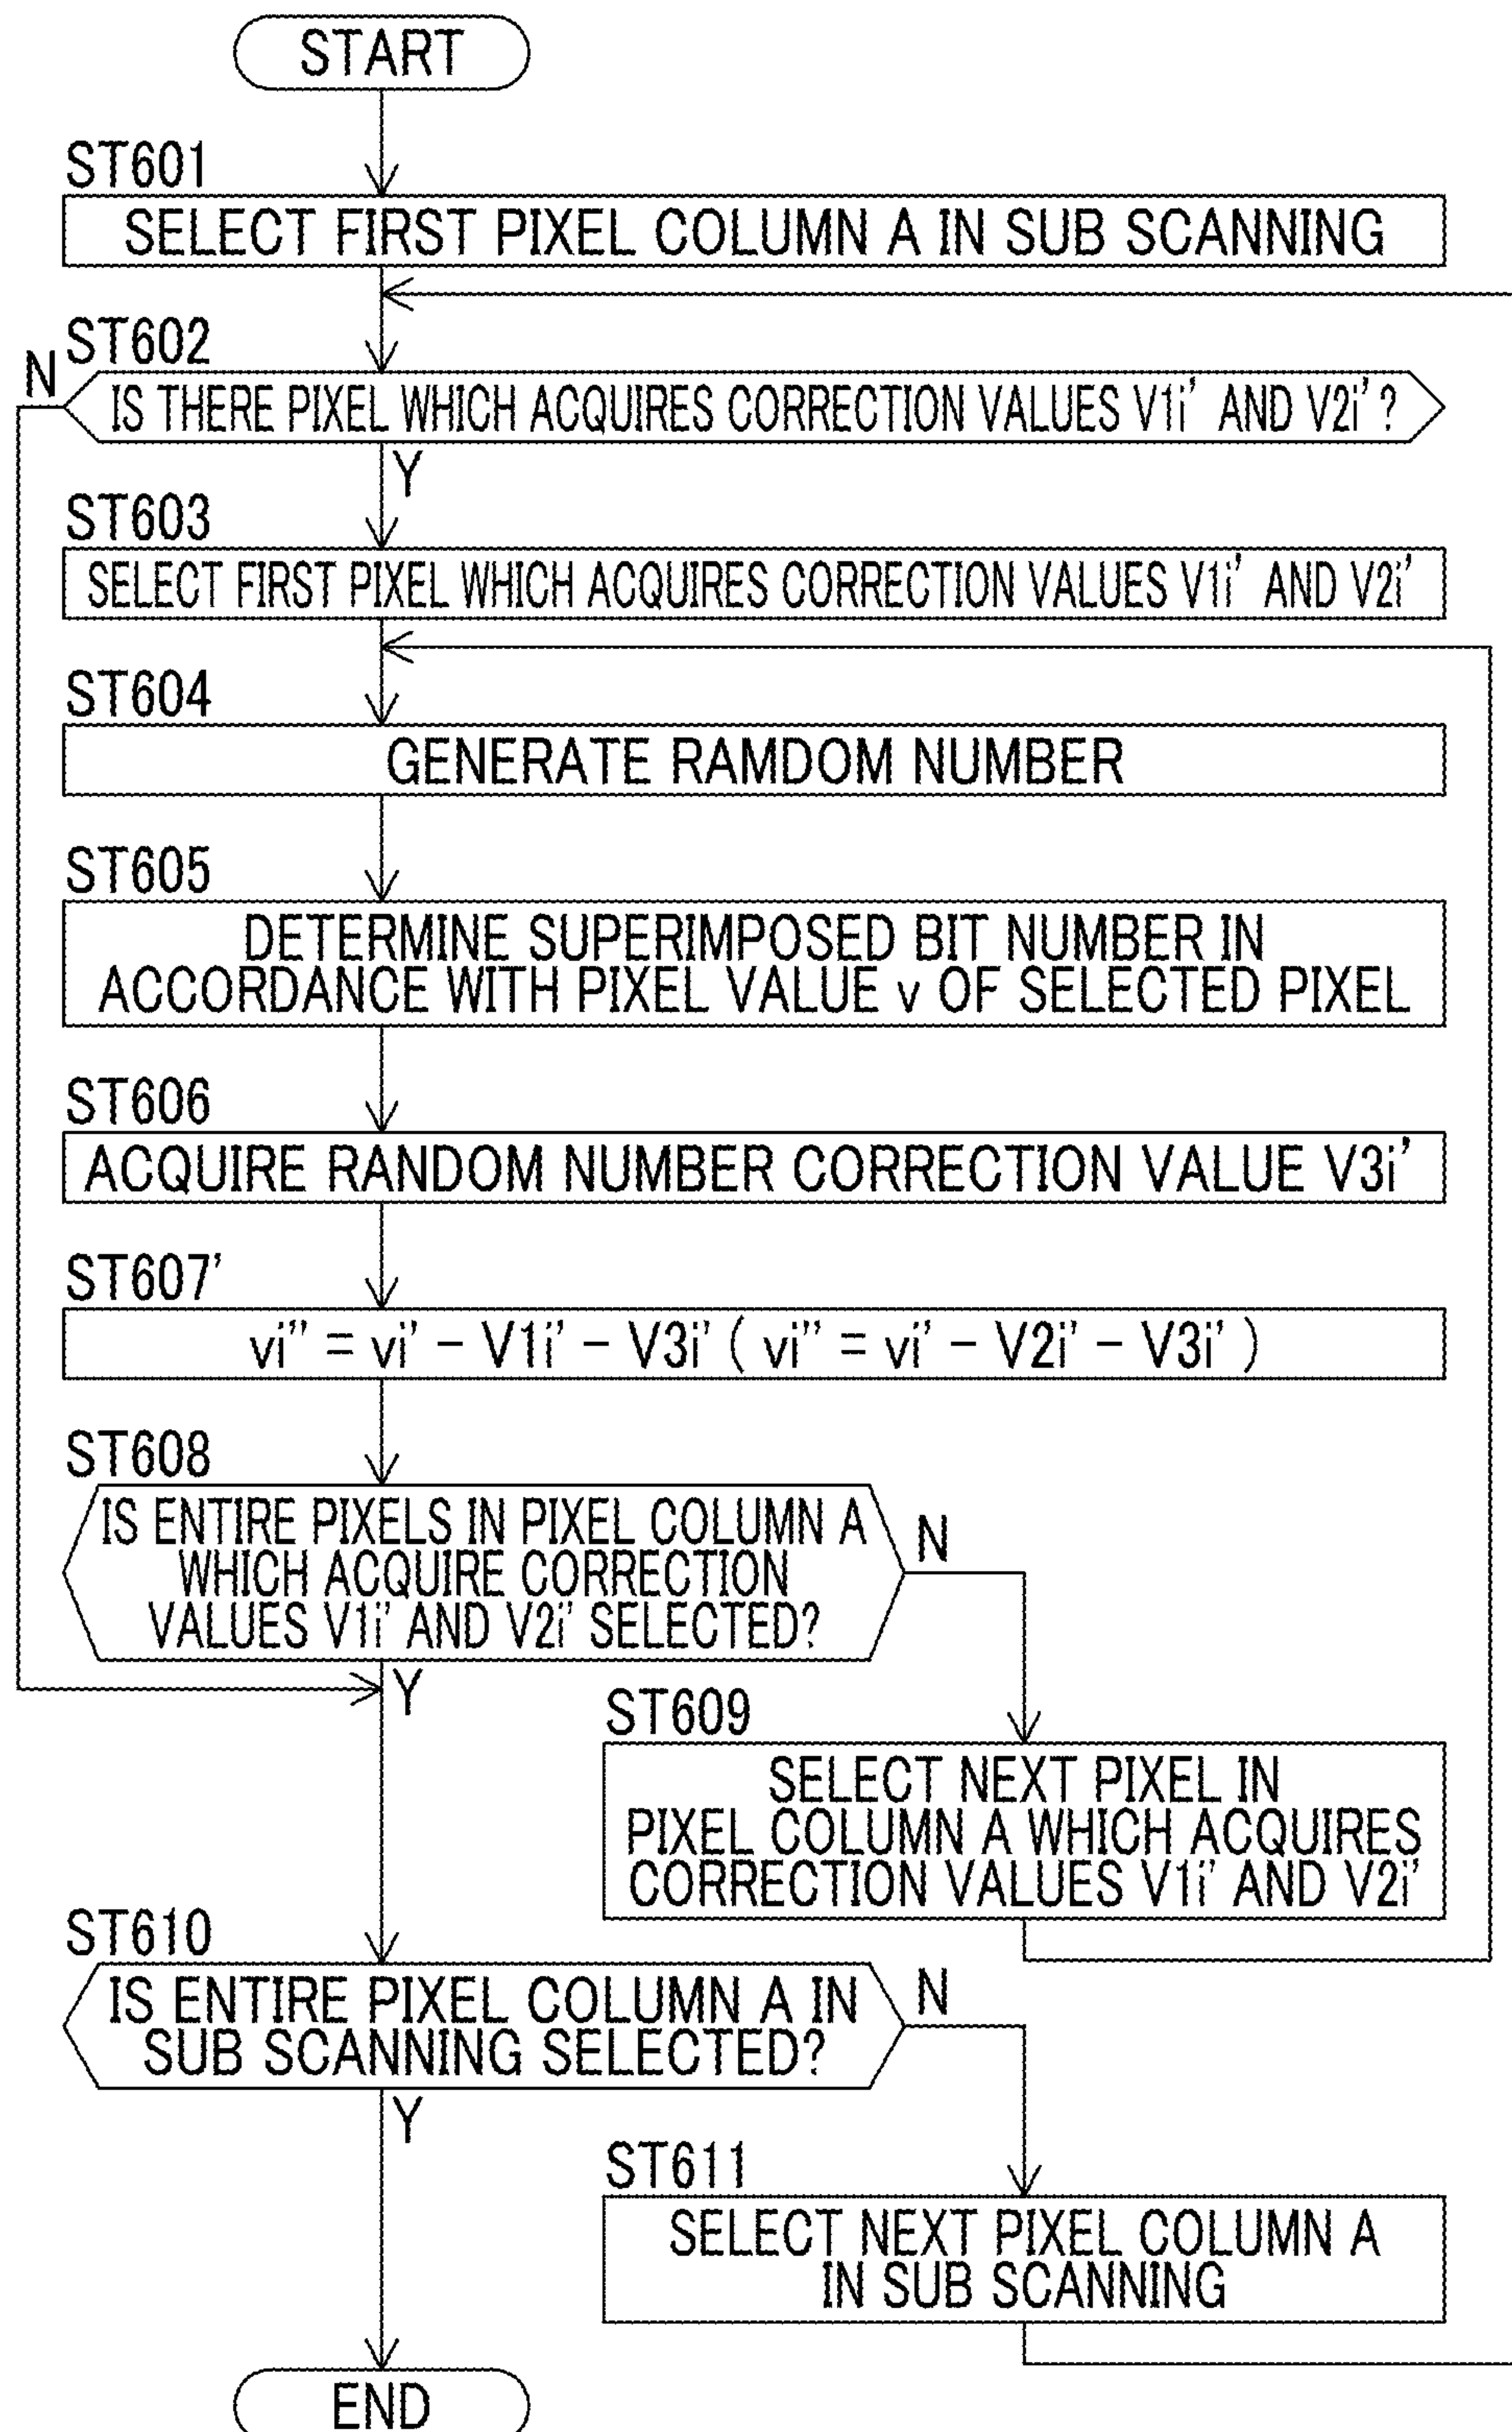 START
ST601
SELECT FIRST PIXEL COLUMN A IN SUB SCANNING
ST602
N
IS THERE PIXEL WHICH ACQUIRES CORRECTION VALUES V1i' AND V2i'?
Y
ST603
SELECT FIRST PIXEL WHICH ACQUIRES CORRECTION VALUES V1i' AND V2i'
ST604
GENERATE RAMDOM NUMBER
ST605
DETERMINE SUPERIMPOSED BIT NUMBER IN
ACCORDANCE WITH PIXEL VALUE v OF SELECTED PIXEL
ST606
ACQUIRE RANDOM NUMBER CORRECTION VALUE V3i'
ST607'
vi'' = vi' - V1i' - V3i' ( vi'' = vi' - V2i' - V3i' )
ST608
IS ENTIRE PIXELS IN PIXEL COLUMN A
WHICH ACQUIRE CORRECTION
VALUES V1i' AND V2i' SELECTED?
N
Y
ST609
SELECT NEXT PIXEL IN
PIXEL COLUMN A WHICH ACQUIRES
CORRECTION VALUES V1i' AND V2i'
ST610
IS ENTIRE PIXEL COLUMN A IN
SUB SCANNING SELECTED?
N
Y
ST611
SELECT NEXT PIXEL COLUMN A
IN SUB SCANNING
END